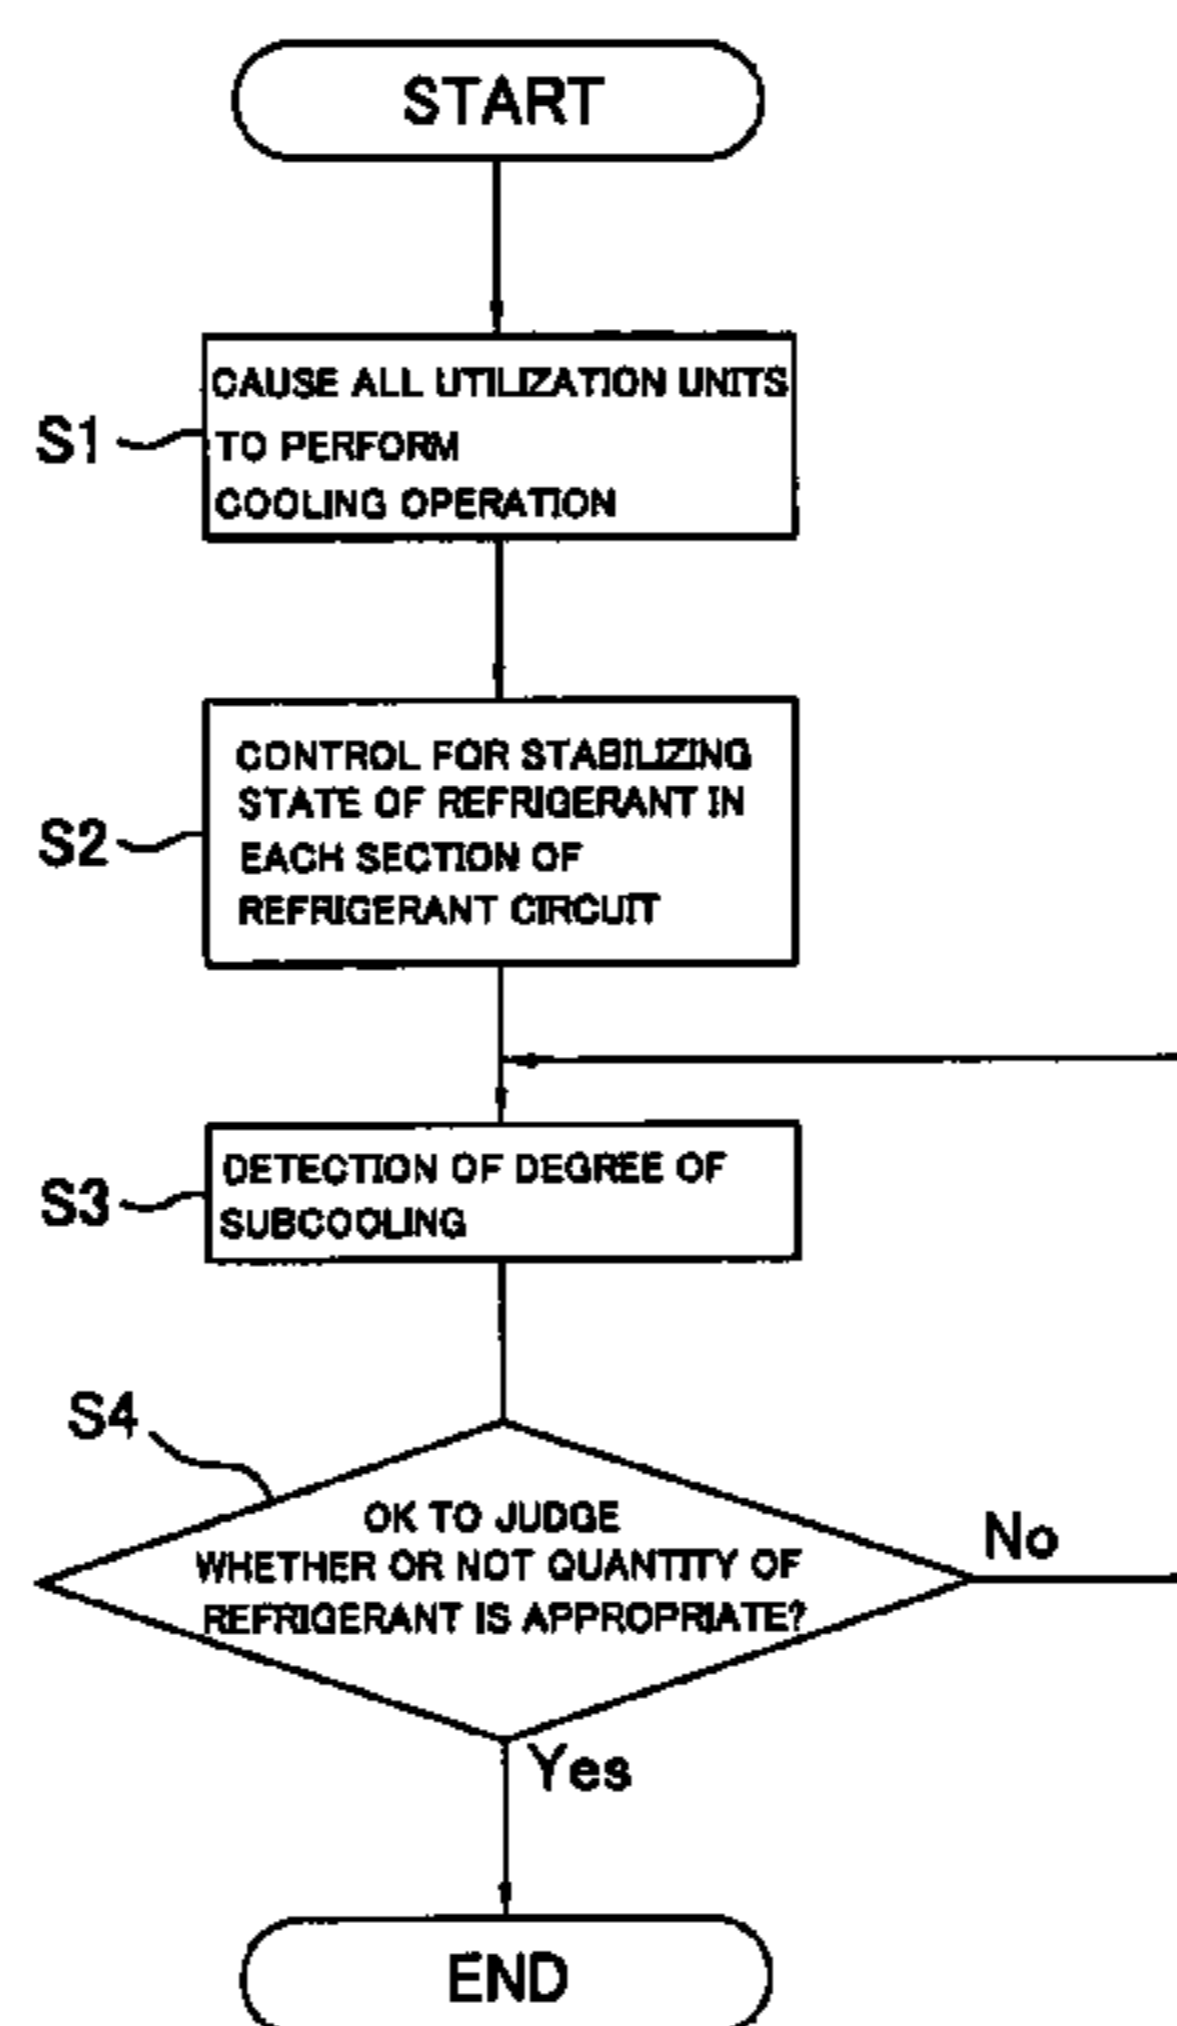 START
S1
CAUSE ALL UTILIZATION UNITS
TO PERFORM
COOLING OPERATION
S2
CONTROL FOR STABILIZING
STATE OF REFRIGERANT IN
EACH SECTION OF
REFRIGERANT CIRCUIT
S3
DETECTION OF DEGREE OF
SUBCOOLING
S4
OK TO JUDGE
WHETHER OR NOT QUANTITY OF
REFRIGERANT IS APPROPRIATE?
No
Yes
END